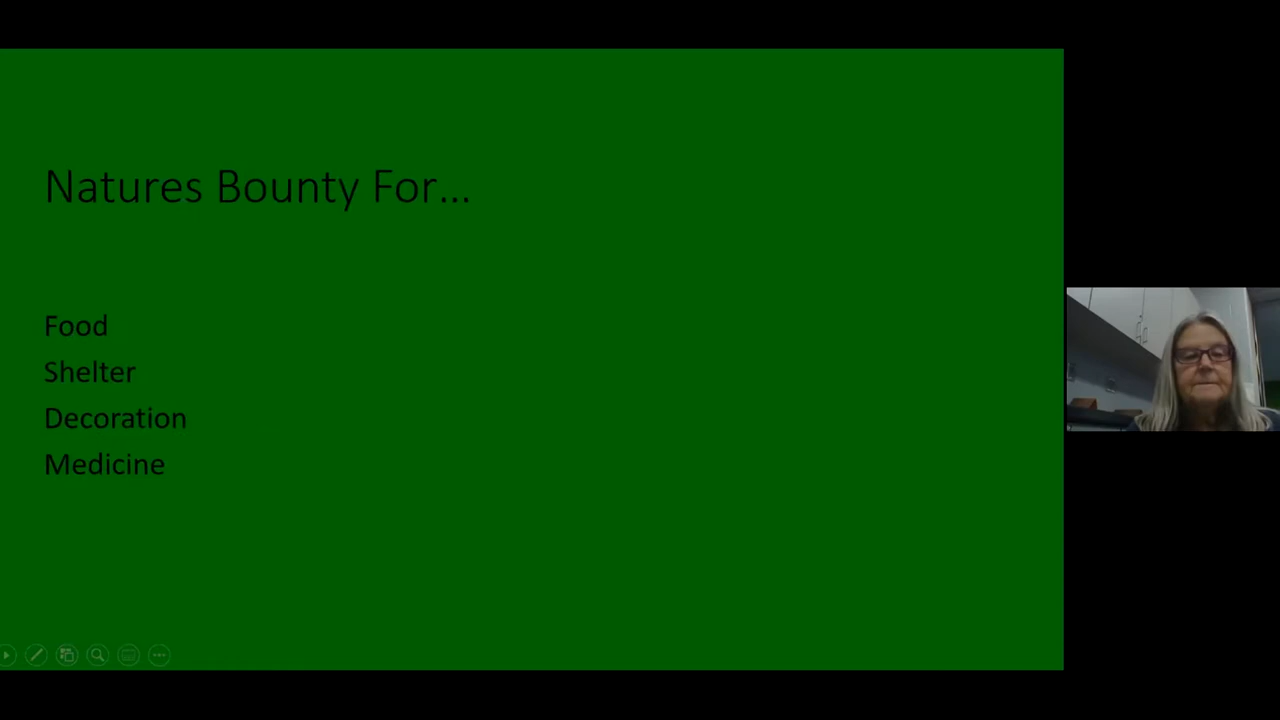 Natures Bounty For...
Food
Shelter
Decoration
Medicine